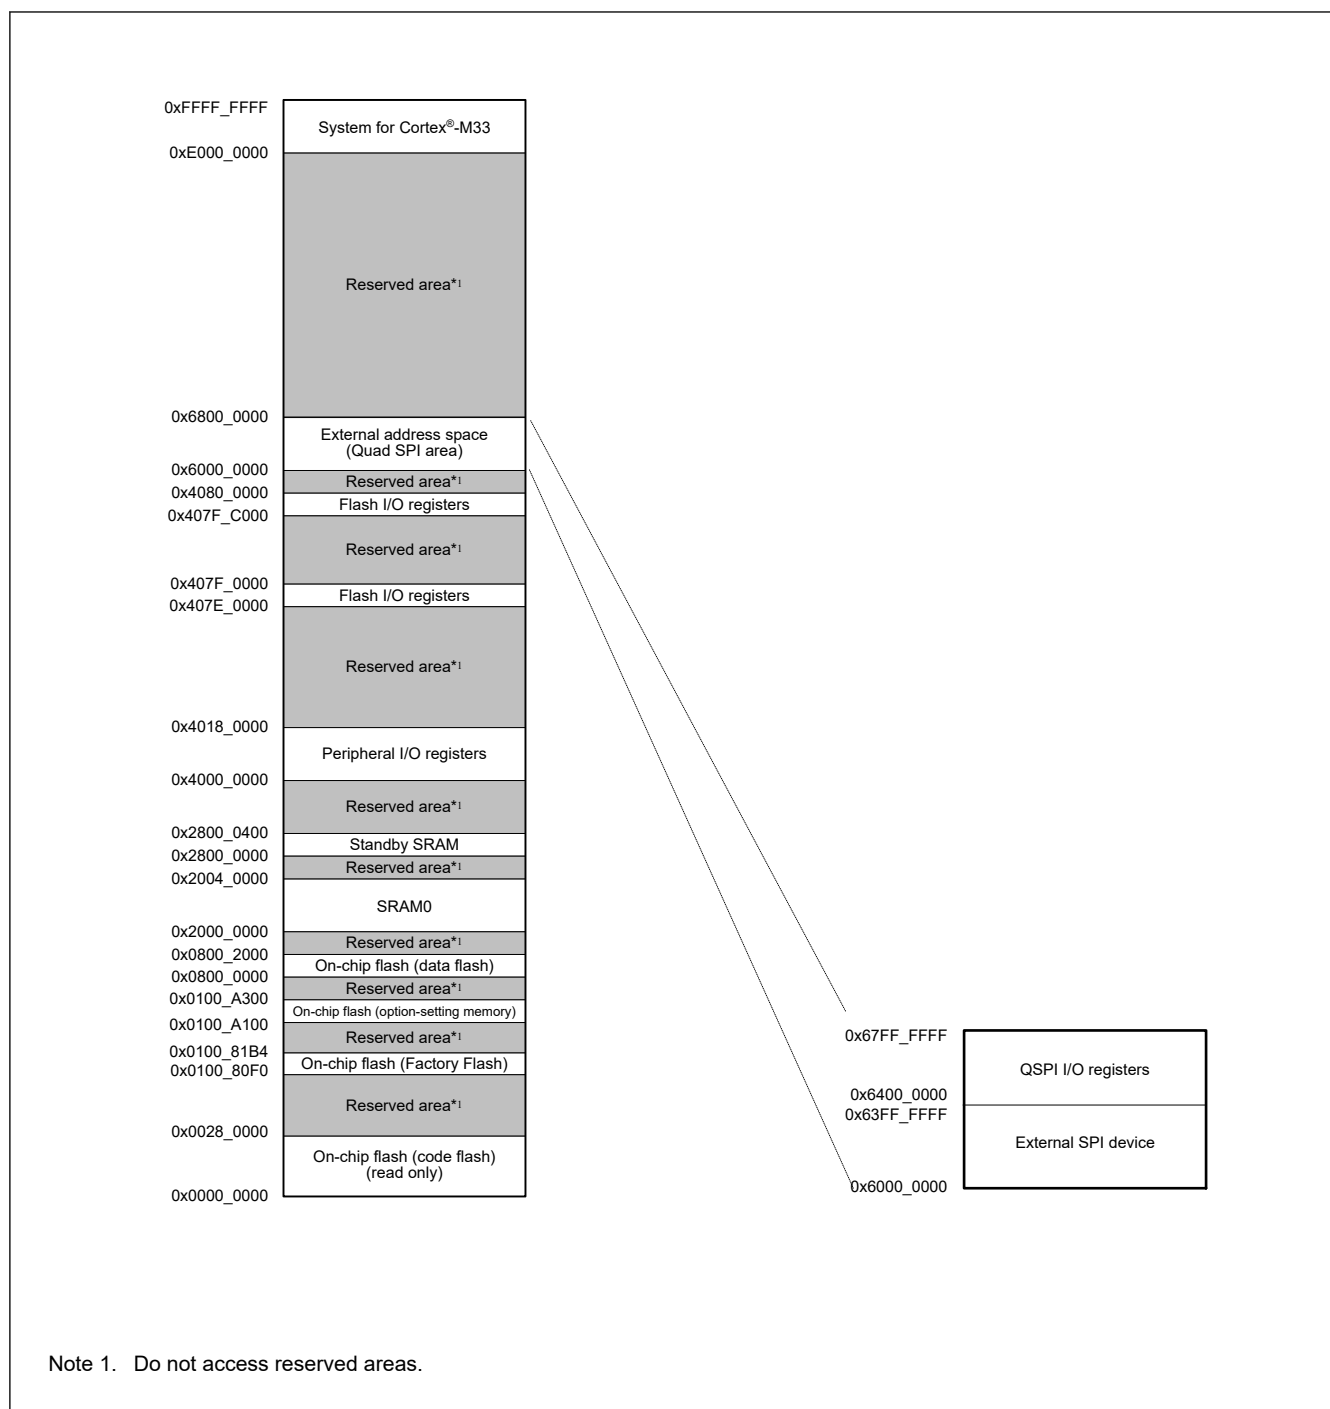 0xFFFF_FFFF
System for Cortex®-M33
0xE000_0000
Reserved area*1
0x6800_0000
External address space
(Quad SPI area)
0x6000_0000
Reserved area*1
0x4080_0000
Flash I/O registers
0x407F_C000
Reserved area*1
0x407F_0000
Flash I/O registers
0x407E_0000
Reserved area*1
0x4018_0000
Peripheral I/O registers
0x4000_0000
Reserved area*1
0x2800_0400
Standby SRAM
0x2800_0000
Reserved area*1
0x2004_0000
SRAM0
0x2000_0000
Reserved area*1
0x0800_2000
On-chip flash (data flash)
0x0800_0000
Reserved area*1
0x0100_A300
On-chip flash (option-setting memory)
0x0100_A100
Reserved area*1
0x0100_81B4
On-chip flash (Factory Flash)
0x0100_80F0
Reserved area*1
0x0028_0000
On-chip flash (code flash)
(read only)
0x0000_0000
0x67FF_FFFF
QSPI I/O registers
0x6400_0000
0x63FF_FFFF
External SPI device
0x6000_0000
Note 1. Do not access reserved areas.